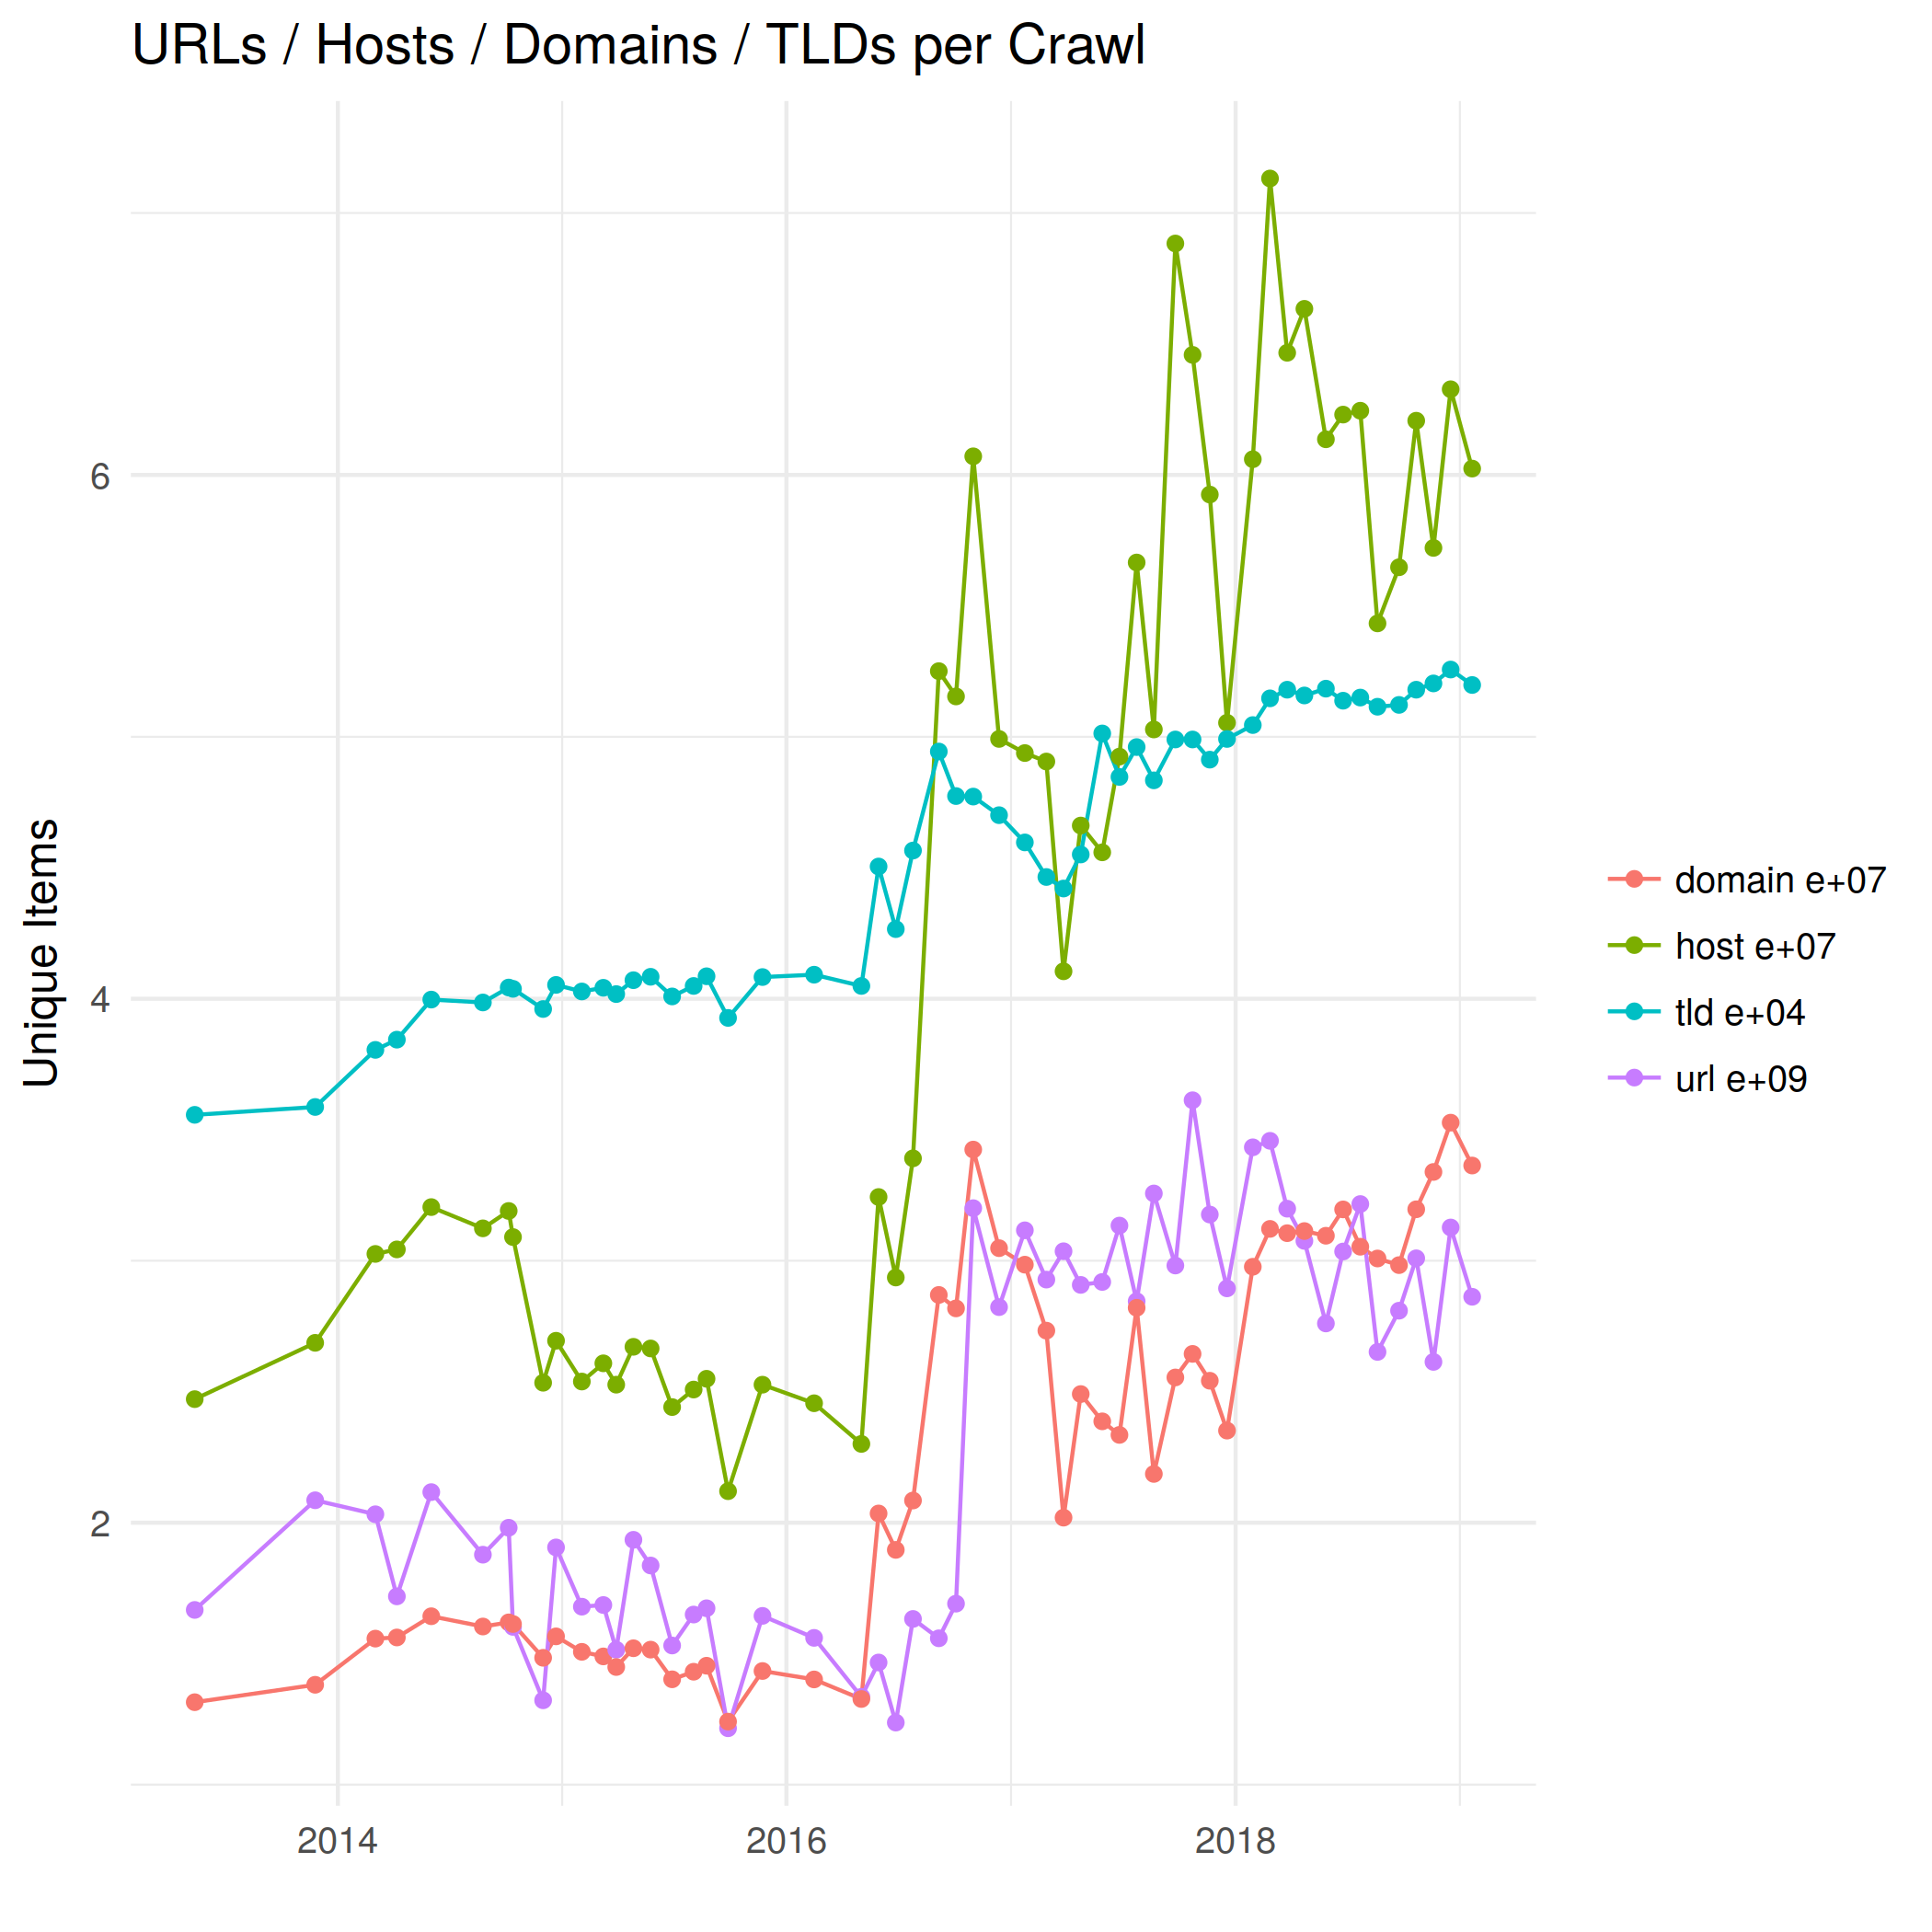 URLs / Hosts / Domains / TLDs per Crawl
Unique Items
6
4
2
2014
2016
2018
domain e+07
host e+07
tld e+04
url e+09